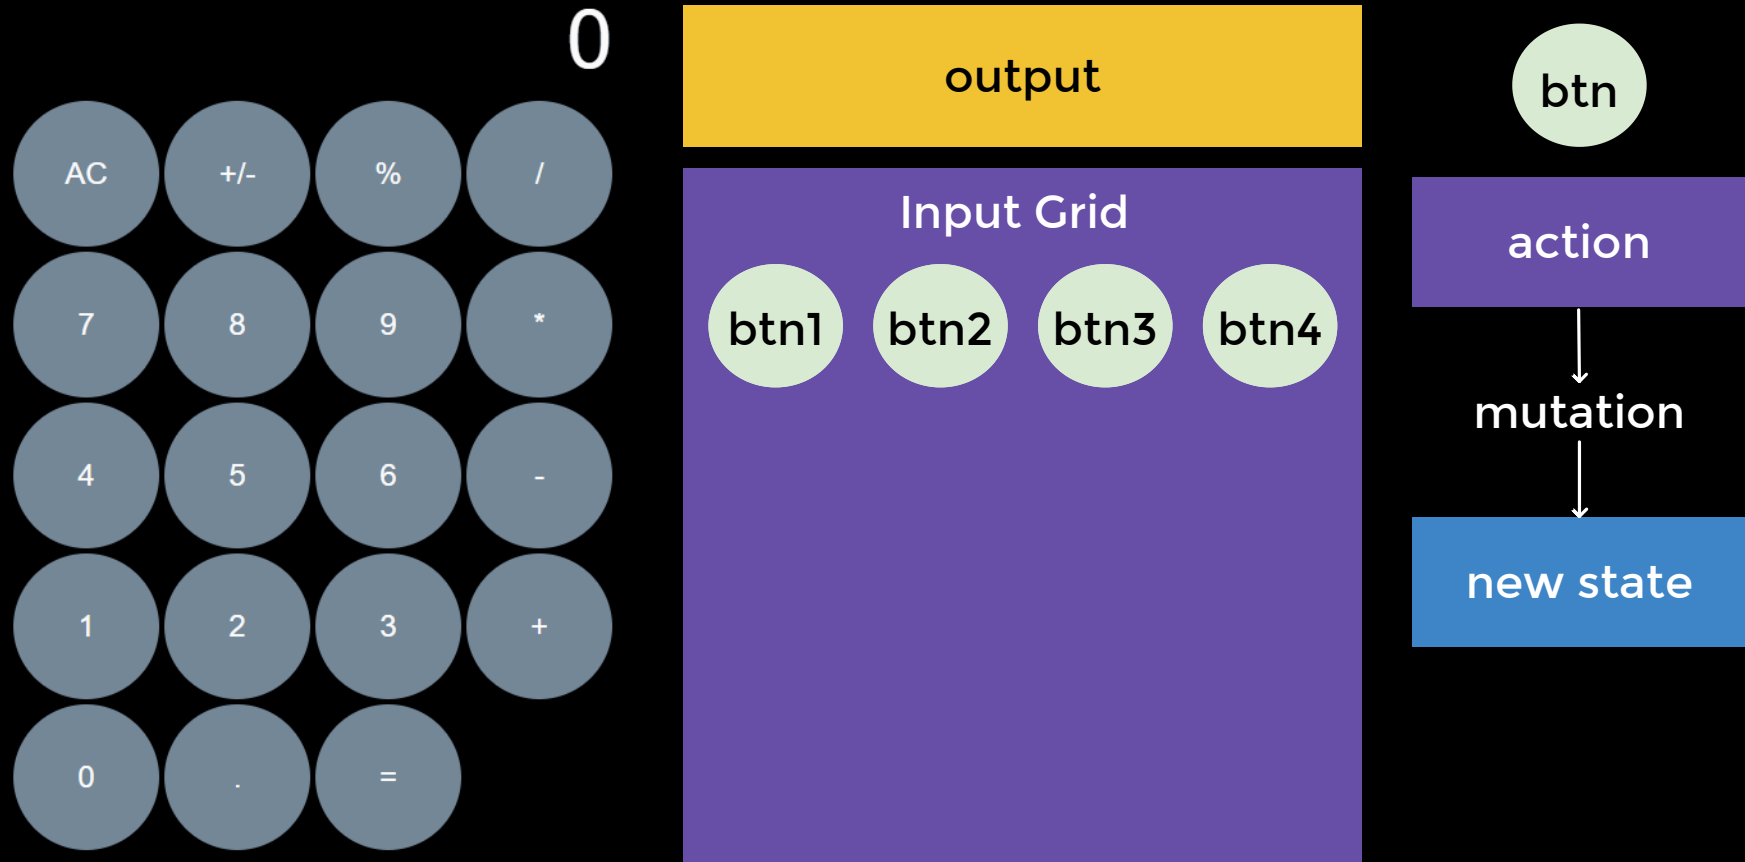 0
AC +/- % /
7 8 9 *
4 5 6 -
1 2 3 +
0 . =
output
Input Grid
btn1 btn2 btn3 btn4
btn
action
mutation
new state